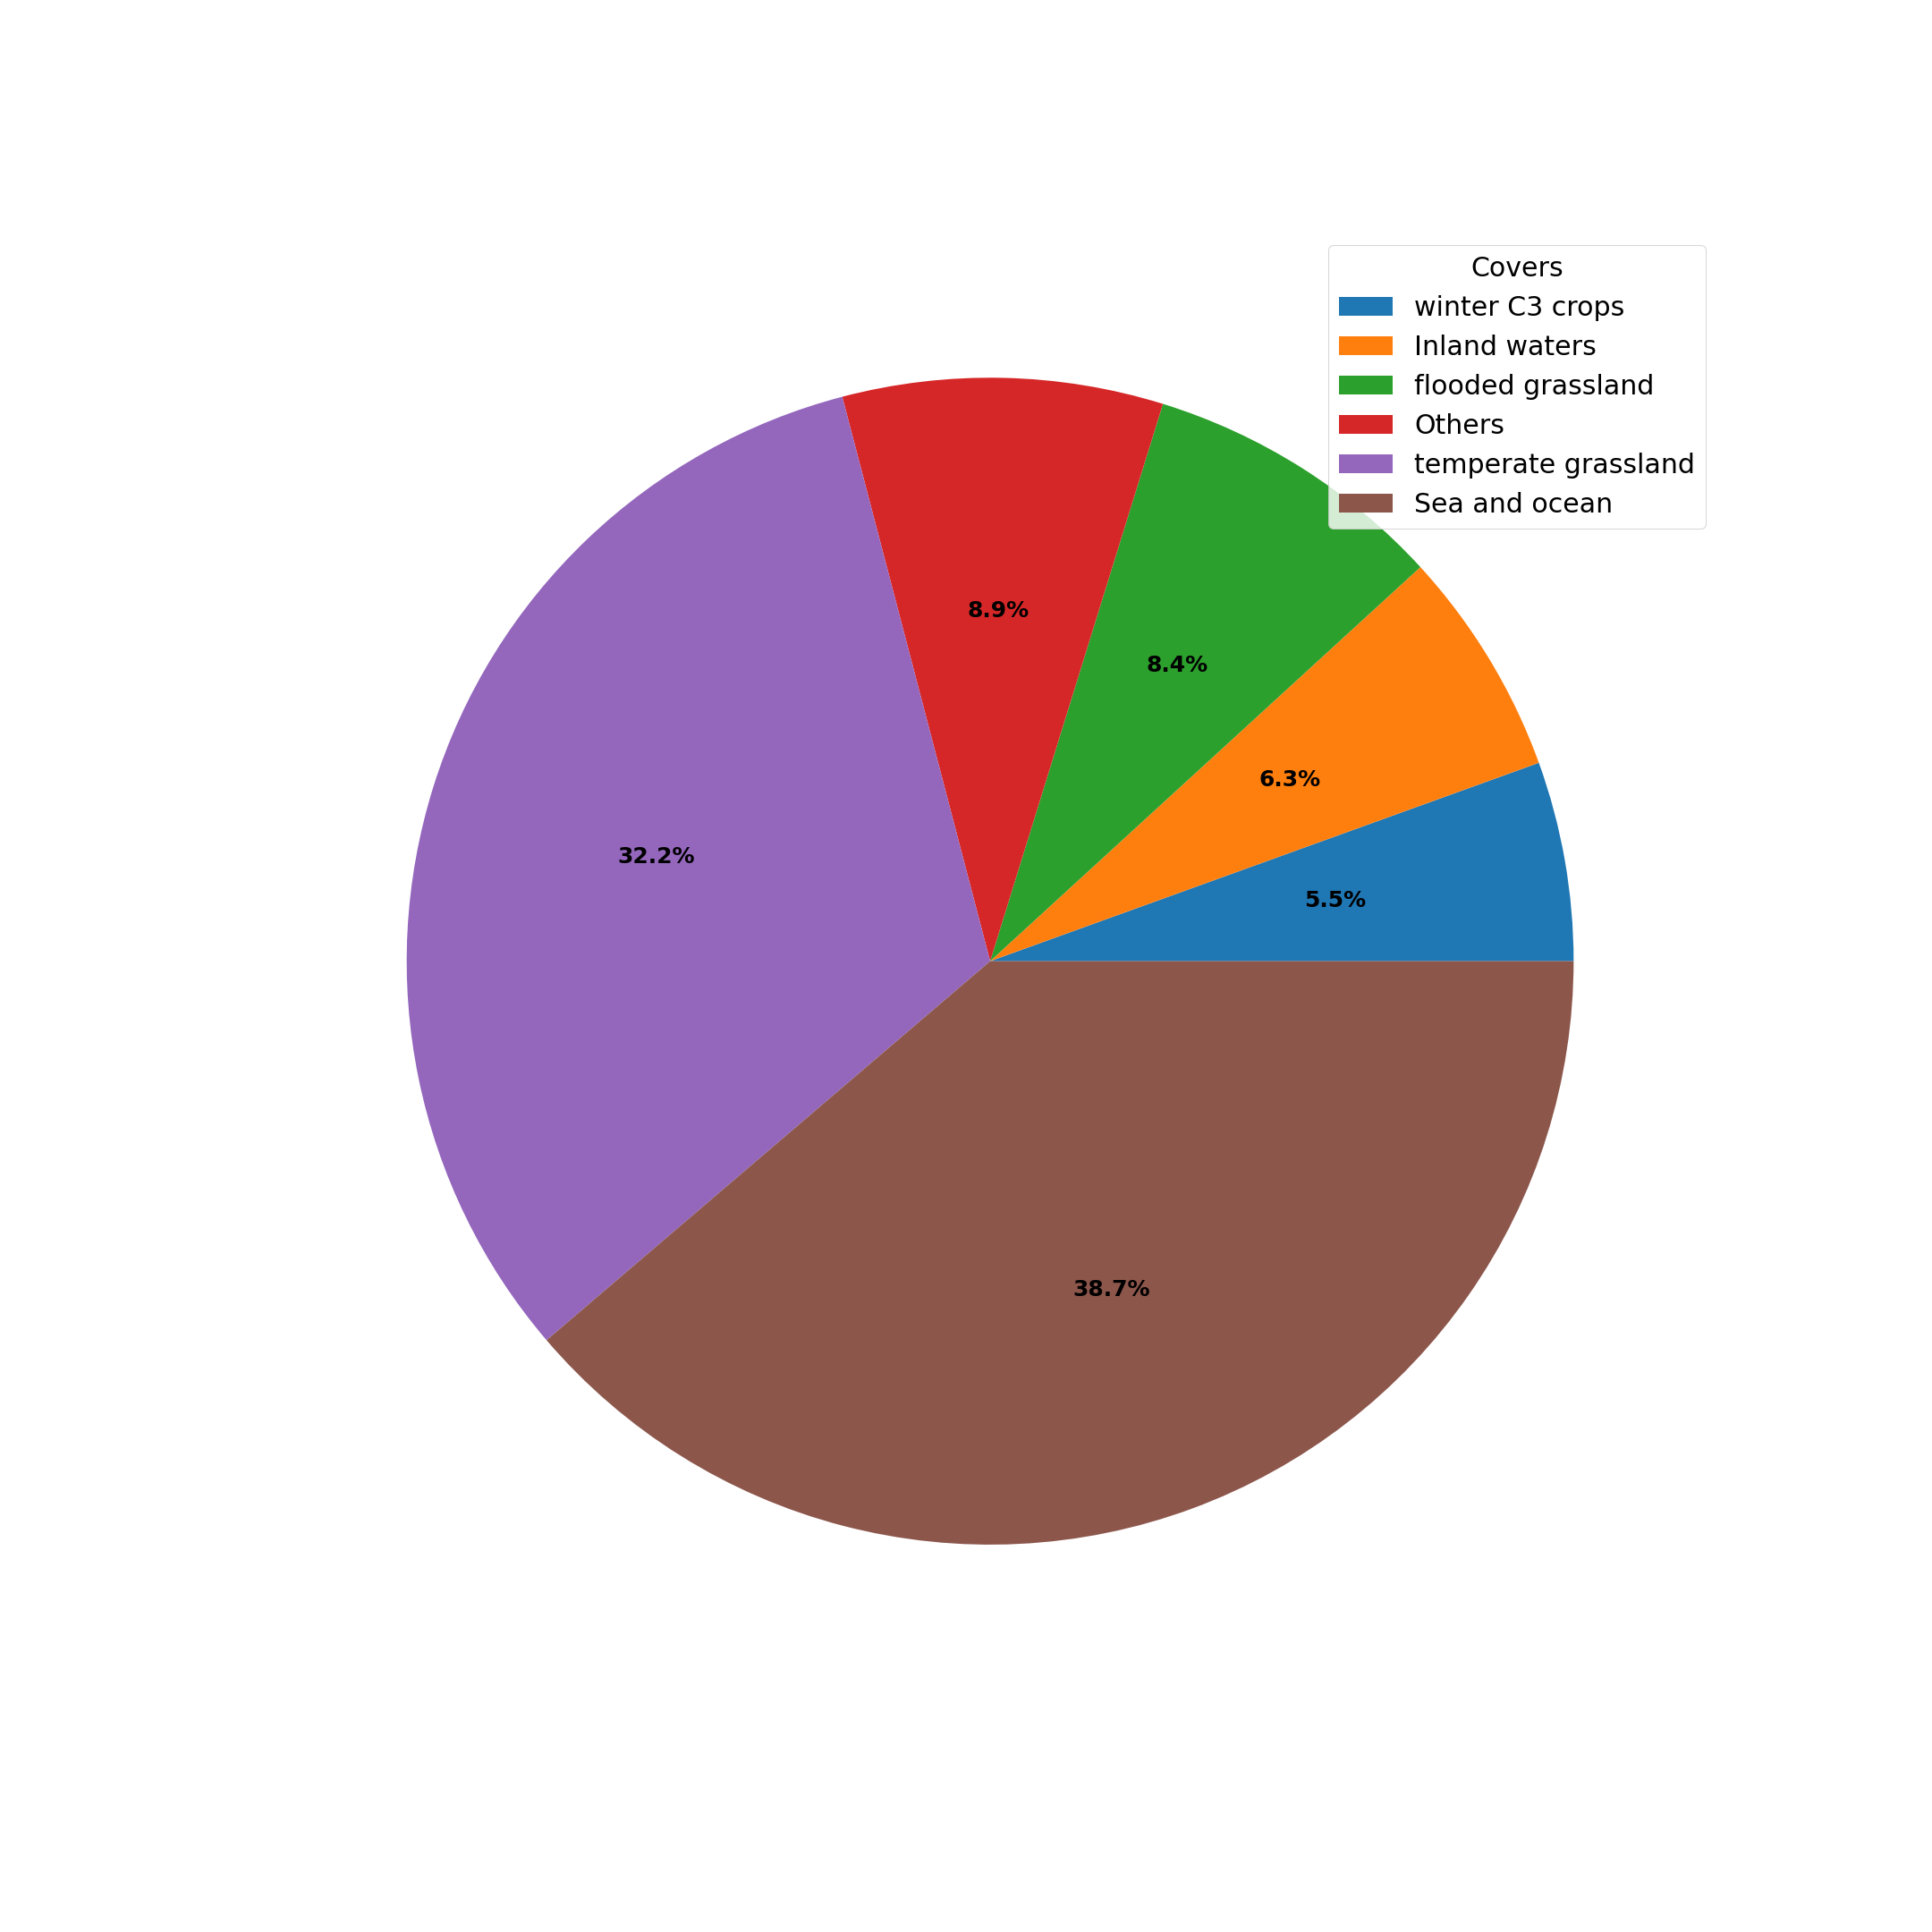 Covers
winter C3 crops
Inland waters
flooded grassland
Others
temperate grassland
Sea and ocean
8.9%
8.4%
6.3%
32.2%
5.5%
38.7%